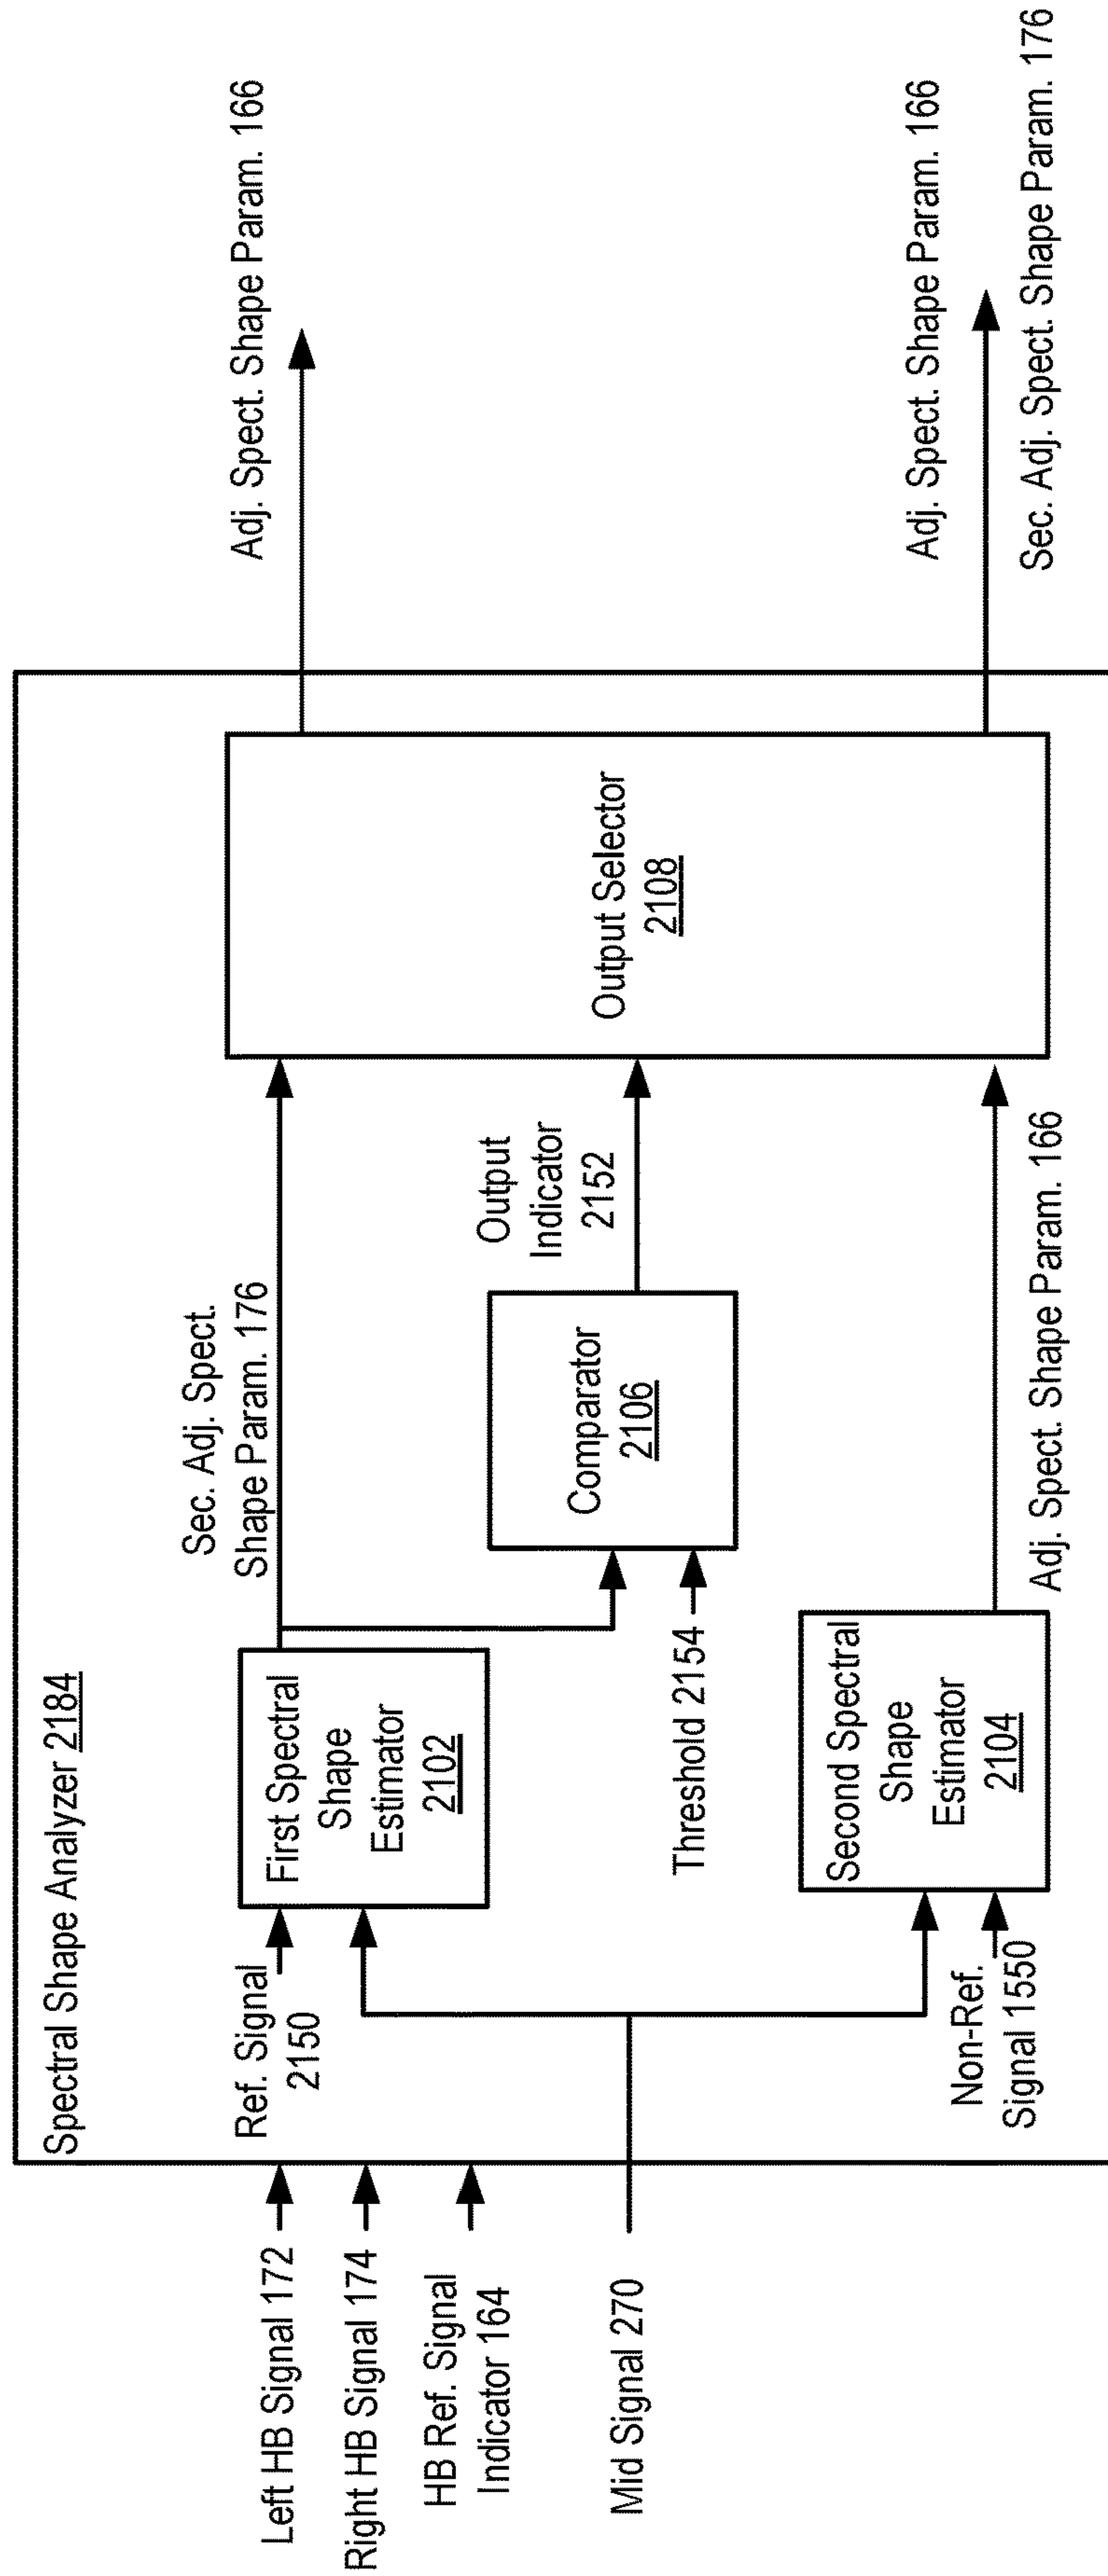 Spectral Shape Analyzer 2184
Left HB Signal 172
Right HB Signal 174
HB Ref. Signal
Indicator 164
Mid Signal 270
Ref. Signal
2150
First Spectral
Shape
Estimator
2102
Sec. Adj. Spect.
Shape Param. 176
Threshold 2154
Comparator
2106
Output
Indicator
2152
Non-Ref.
Signal 1550
Second Spectral
Shape
Estimator
2104
Adj. Spect. Shape Param. 166
Output Selector
2108
Adj. Spect. Shape Param. 166
Adj. Spect. Shape Param. 166
Sec. Adj. Spect. Shape Param. 176